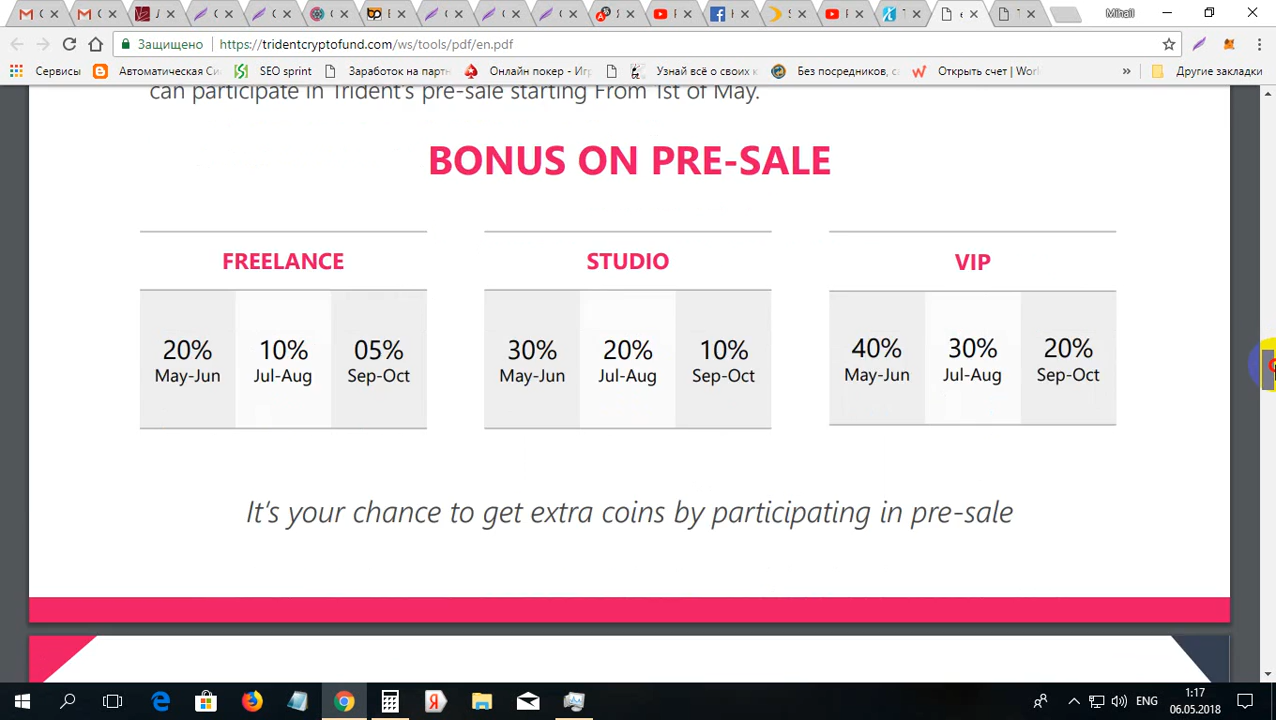 Mihail
Защищено
https://tridentcryptofund.com/ws/tools/pdf/en.pdf
Сервисы
Автоматическая Си
SEO sprint
Заработок на парт
Онлайн покер - Иг
Узнай всё о своих к
Без посредников, са
Открыть счет | Worl
»
Другие закладки
can participate in Trident's pre-sale starting From 1st of May.
BONUS ON PRE-SALE
FREELANCE
STUDIO
VIP
20% 10% 05%
May-Jun Jul-Aug Sep-Oct
30% 20% 10%
May-Jun Jul-Aug Sep-Oct
40% 30% 20%
May-Jun Jul-Aug Sep-Oct
It's your chance to get extra coins by participating in pre-sale
ENG
1:17
06.05.2018